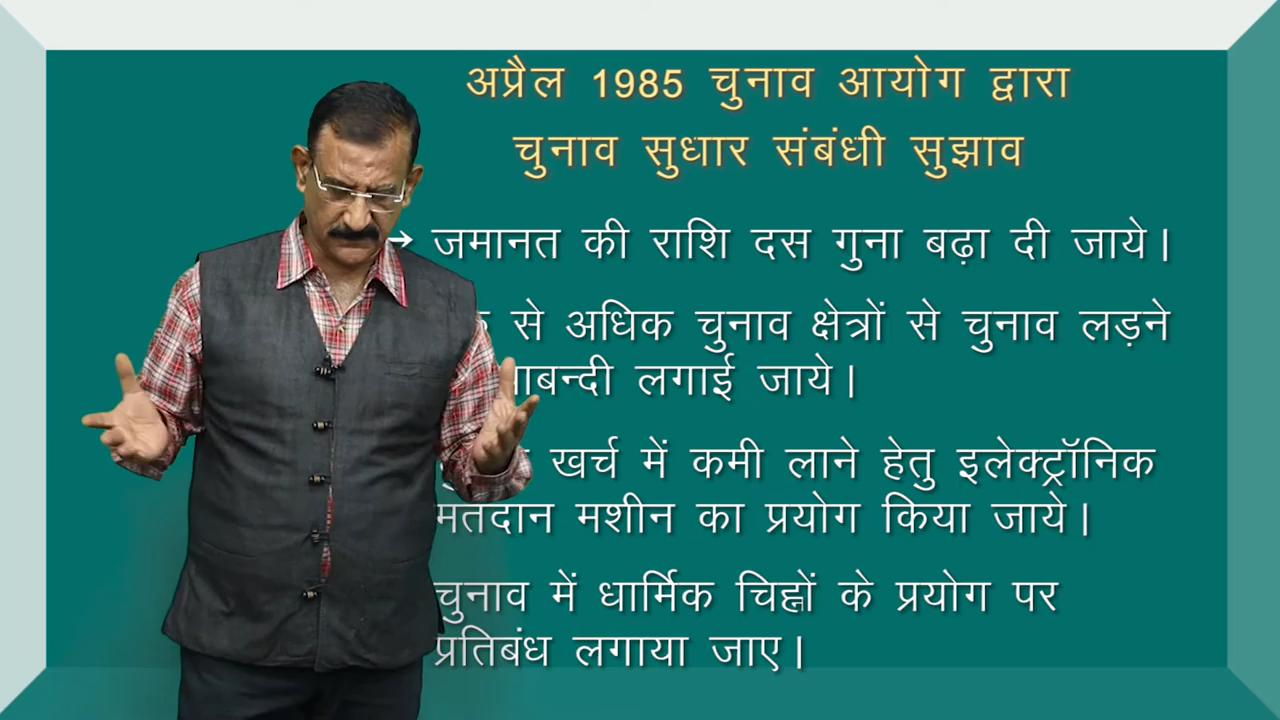 अप्रैल 1985 चुनाव आयोग द्वारा
चुनाव सुधार संबंधी सुझाव
→ जमानत की राशि दस गुना बढ़ा दी जाये।
से अधिक चुनाव क्षेत्रों से चुनाव लड़ने
लगाई जाये।
खर्च में कमी लाने हेतु इलेक्ट्रॉनिक
मतदान मशीन का प्रयोग किया जाये।
चुनाव में धार्मिक चिह्नों के प्रयोग पर
प्रतिबंध लगाया जाए।